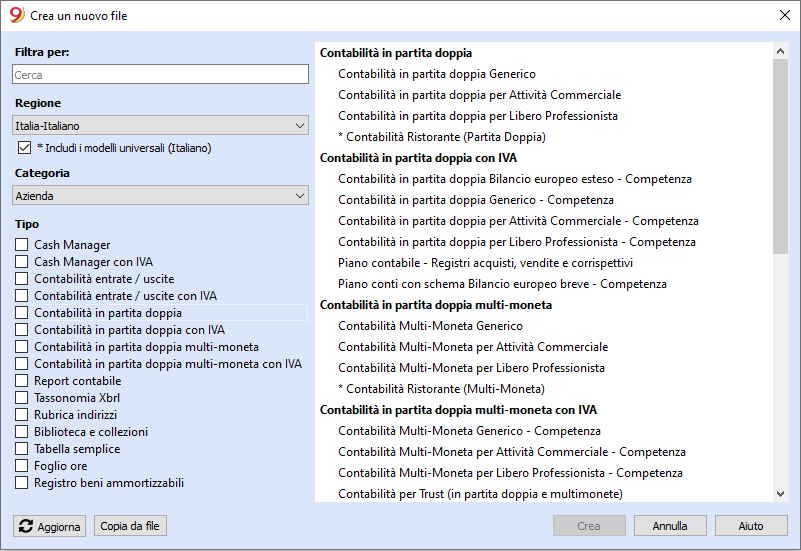 Crea un nuovo file
Filtra per:
Cerca
Regione
Italia-Italiano
* Includi i modelli universali (Italiano)
Categoria
Azienda
Tipo
Cash Manager
Cash Manager con IVA
Contabilità entrate / uscite
Contabilità entrate / uscite con IVA
Contabilità in partita doppia
Contabilità in partita doppia con IVA
Contabilità in partita doppia multi-moneta
Contabilità in partita doppia multi-moneta con IVA
Report contabile
Tassonomia Xbrl
Rubrica indirizzi
Biblioteca e collezioni
Tabella semplice
Foglio ore
Registro beni ammortizzabili
Contabilità in partita doppia
Contabilità in partita doppia Generico
Contabilità in partita doppia per Attività Commerciale
Contabilità in partita doppia per Libero Professionista
* Contabilità Ristorante (Partita Doppia)
Contabilità in partita doppia con IVA
Contabilità in partita doppia Bilancio europeo esteso - Competenza
Contabilità in partita doppia Generico - Competenza
Contabilità in partita doppia per Attività Commerciale - Competenza
Contabilità in partita doppia per Libero Professionista - Competenza
Piano contabile - Registri acquisti, vendite e corrispettivi
Piano conti con schema Bilancio europeo breve - Competenza
Contabilità in partita doppia multi-moneta
Contabilità Multi-Moneta Generico
Contabilità Multi-Moneta per Attività Commerciale
Contabilità Multi-Moneta per Libero Professionista
* Contabilità Ristorante (Multi-Moneta)
Contabilità in partita doppia multi-moneta con IVA
Contabilità Multi-Moneta Generico - Competenza
Contabilità Multi-Moneta per Attività Commerciale - Competenza
Contabilità Multi-Moneta per Libero Professionista - Competenza
Contabilità per Trust (in partita doppia e multimonete)
Aggiorna
Copia da file
Crea
Annulla
Aiuto